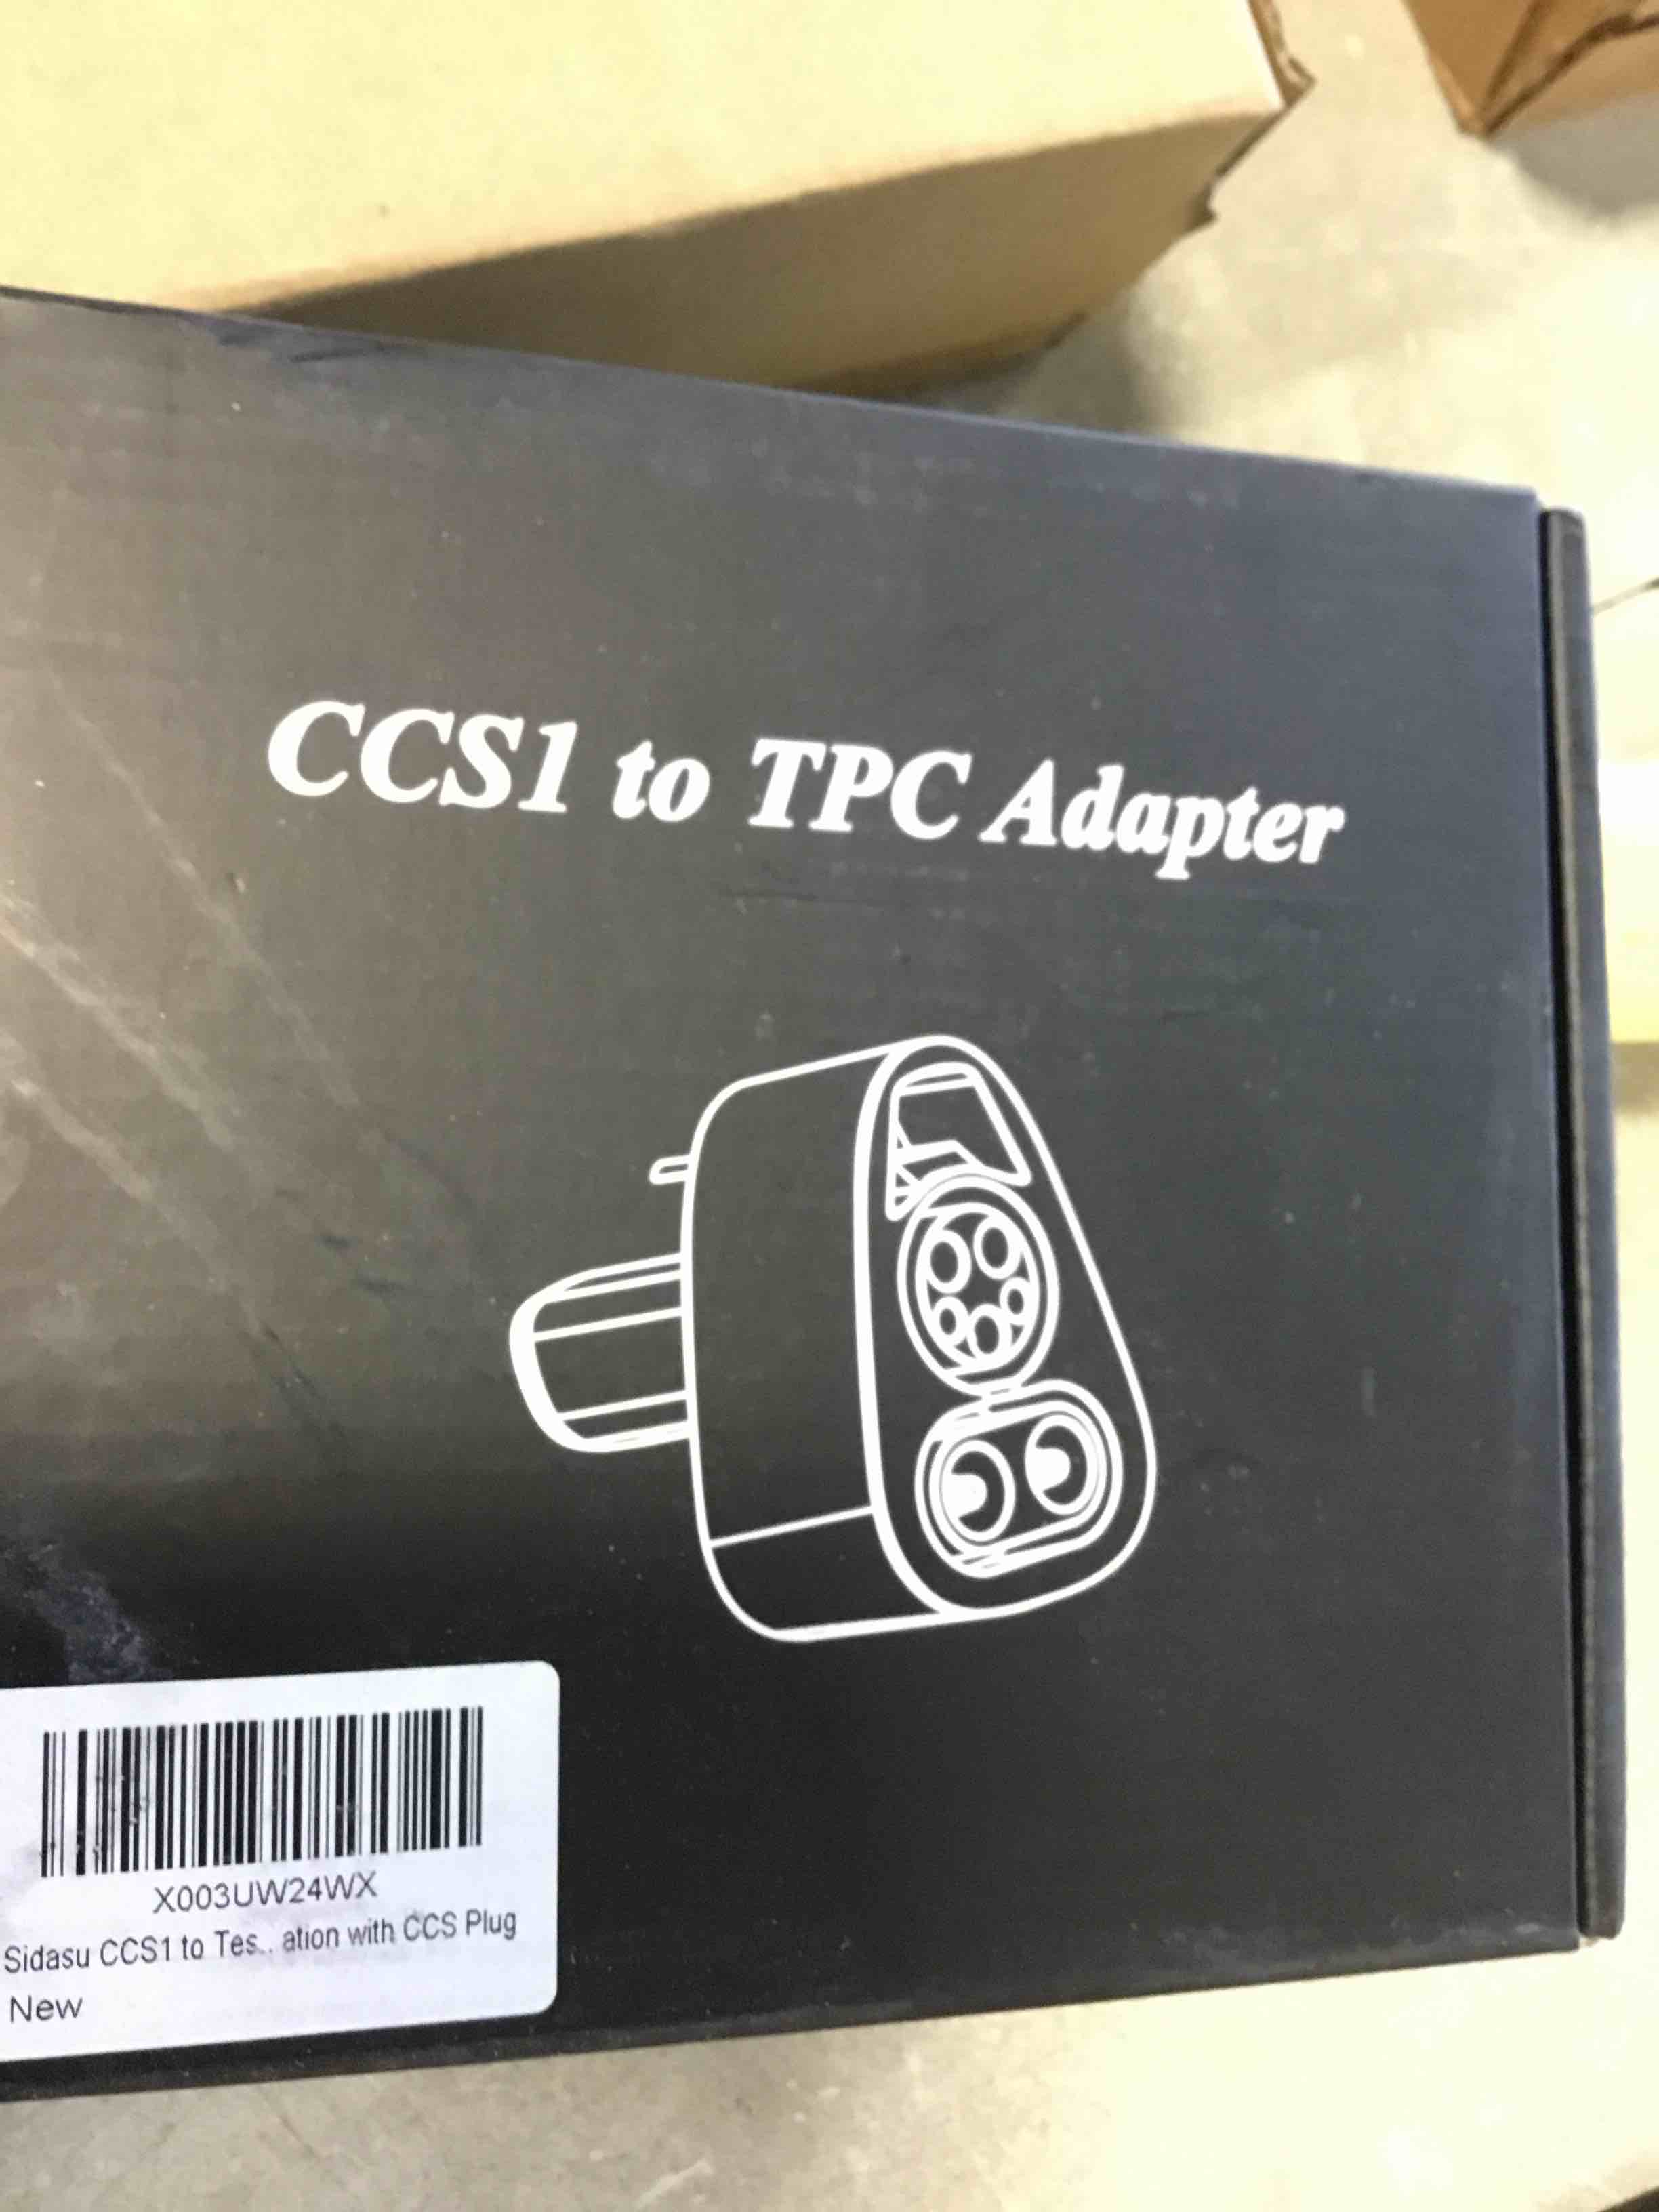 CCS1 to TPC Adapter
X003UW24WX
Sidasu CCS1 to Tes... ation with CCS Plug
New